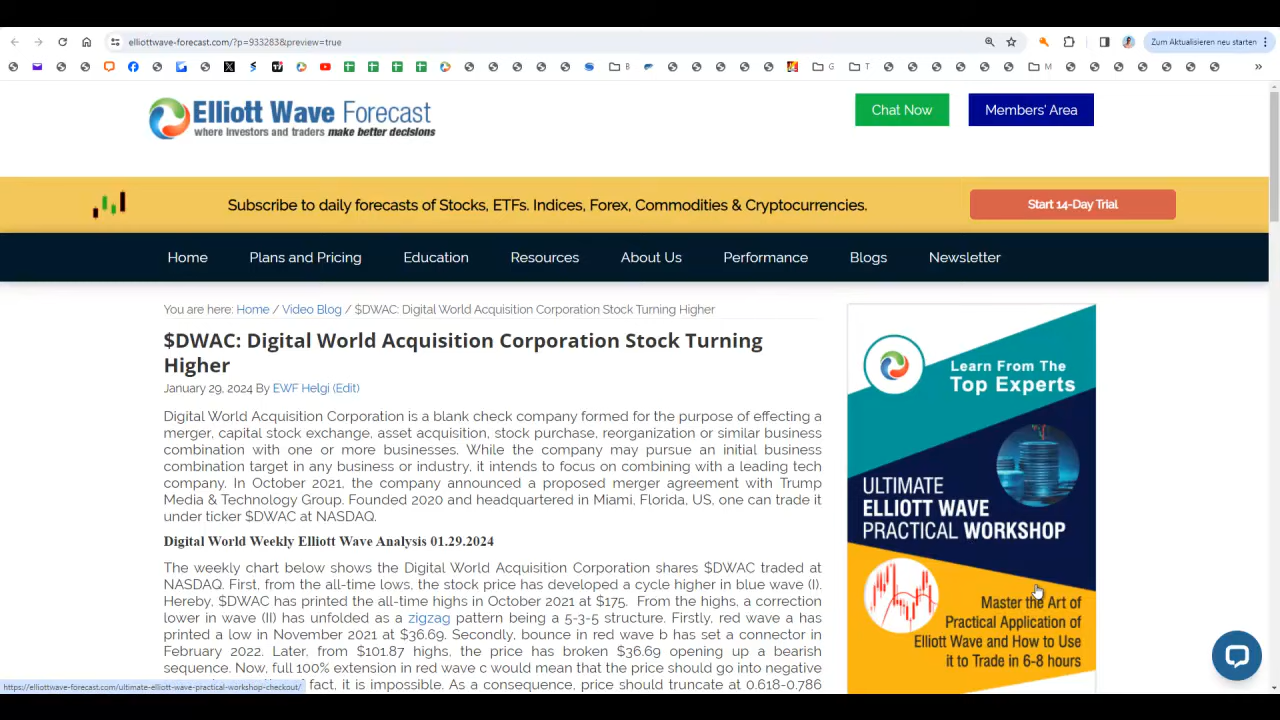 elliottwave-forecast.com/?p=933283&preview=true
Zum Aktualisieren neu starten
B
G
T
M
Elliott Wave Forecast
where investors and traders make better decisions
Chat Now
Members' Area
Subscribe to daily forecasts of Stocks, ETFs. Indices, Forex, Commodities & Cryptocurrencies.
Start 14-Day Trial
Home Plans and Pricing Education Resources About Us Performance Blogs Newsletter
You are here: Home / Video Blog / $DWAC: Digital World Acquisition Corporation Stock Turning Higher
$DWAC: Digital World Acquisition Corporation Stock Turning
Higher
January 29, 2024 By EWF Helgi (Edit)
Digital World Acquisition Corporation is a blank check company formed for the purpose of effecting a
merger, capital stock exchange, asset acquisition, stock purchase, reorganization or similar business
combination with one or more businesses. While the company may pursue an initial business
combination target in any business or industry, it intends to focus on combining with a leading tech
company. In October 2021, the company announced a proposed merger agreement with Trump
Media & Technology Group. Founded 2020 and headquartered in Miami, Florida, US, one can trade it
under ticker $DWAC at NASDAQ.
Digital World Weekly Elliott Wave Analysis 01.29.2024
The weekly chart below shows the Digital World Acquisition Corporation shares $DWAC traded at
NASDAQ. First, from the all-time lows, the stock price has developed a cycle higher in blue wave (I).
Hereby, $DWAC has printed the all-time highs in October 2021 at $175. From the highs, a correction
lower in wave (II) has unfolded as a zigzag pattern being a 5-3-5 structure. Firstly, red wave a has
printed a low in November 2021 at $36.69. Secondly, bounce in red wave b has set a connector in
February 2022. Later, from $101.87 highs, the price has broken $36.69 opening up a bearish
sequence. Now, full 100% extension in red wave c would mean that the price should go into negative
fact, it is impossible. As a consequence, price should truncate at 0.618-0.786
Learn From The
Top Experts
ULTIMATE
ELLIOTT WAVE
PRACTICAL WORKSHOP
Master the Art of
Practical Application of
Elliott Wave and How to Use
it to Trade in 6-8 hours
https://elliottwave-forecast.com/ultimate-elliott-wave-practical-workshop-checkout/